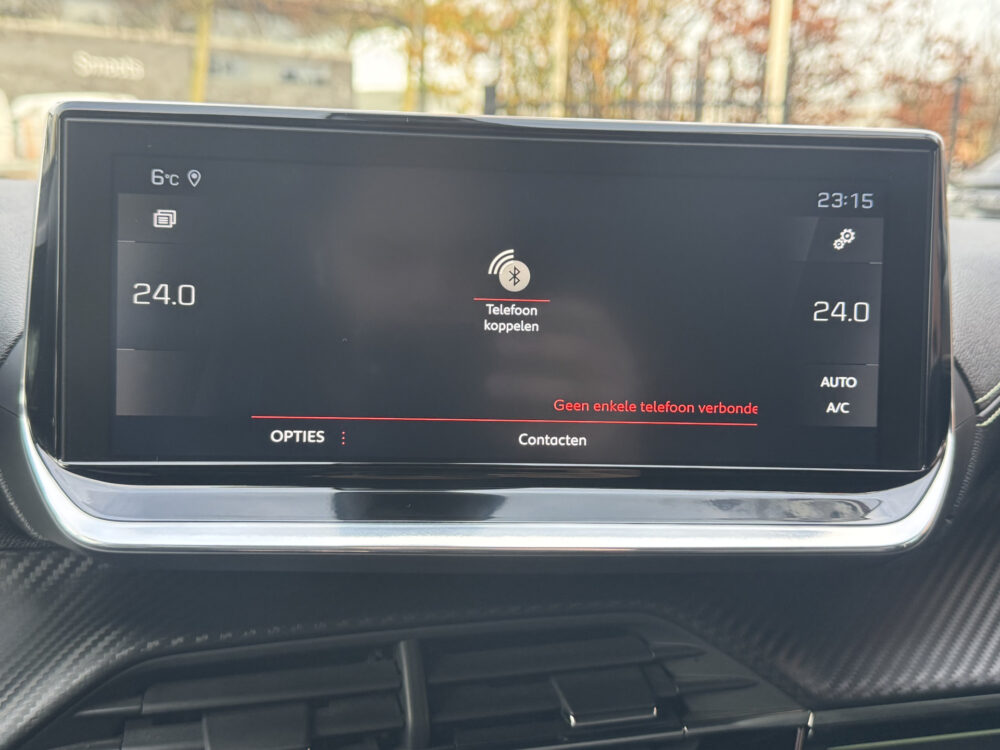 Smeets
6°C
23:15
24.0
24.0
Telefoon
koppelen
AUTO
A/C
Geen enkele telefoon verbonde
OPTIES
Contacten